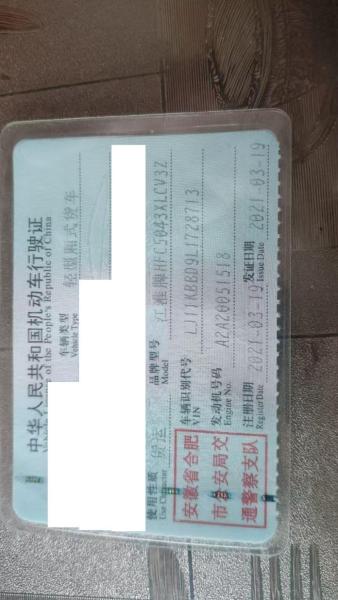 中华人民共和国机动车行驶证
Vehicle License of the People's Republic of China
车辆类型 轻型厢式货车
Vehicle Type
使用性质 货运 品牌型号 江淮牌HFC5043XLCV3Z
Use Character Model
安徽省合肥
市公安局交
通警察支队
车辆识别代号 LJ11KBBD9L1728713
VIN
发动机号码 A2A20051518
Engine No.
注册日期 2021-03-19 发证日期 2021-03-19
Register Date Issue Date